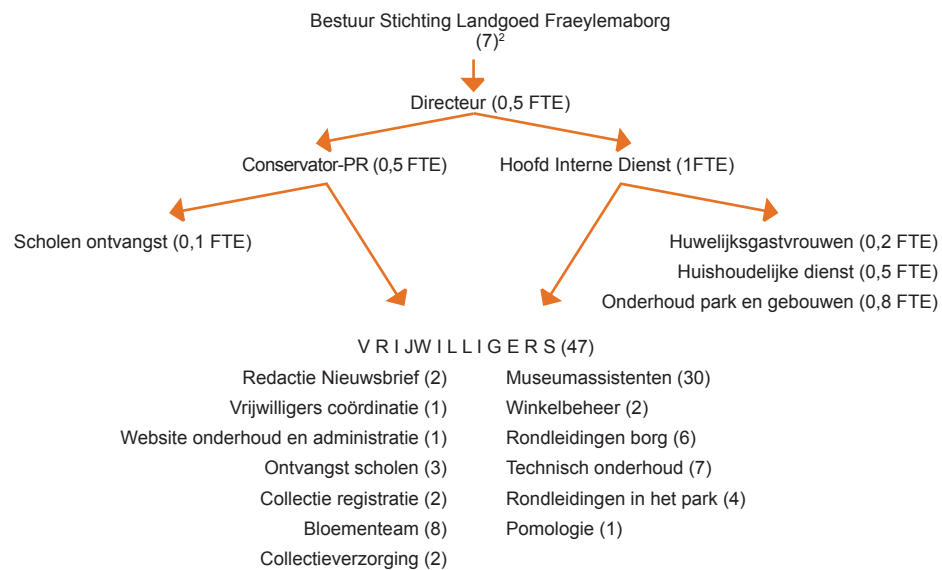 Bestuur Stichting Landgoed Fraeylemaborg
(7)²
Directeur (0,5 FTE)
Conservator-PR (0,5 FTE)
Hoofd Interne Dienst (1FTE)
Scholen ontvangst (0,1 FTE)
Huwelijksgastvrouwen (0,2 FTE)
Huishoudelijke dienst (0,5 FTE)
Onderhoud park en gebouwen (0,8 FTE)
V R I JW I L L I G E R S (47)
Redactie Nieuwsbrief (2)
Vrijwilligers coördinatie (1)
Website onderhoud en administratie (1)
Ontvangst scholen (3)
Collectie registratie (2)
Bloementeam (8)
Collectieverzorging (2)
Museumassistenten (30)
Winkelbeheer (2)
Rondleidingen borg (6)
Technisch onderhoud (7)
Rondleidingen in het park (4)
Pomologie (1)